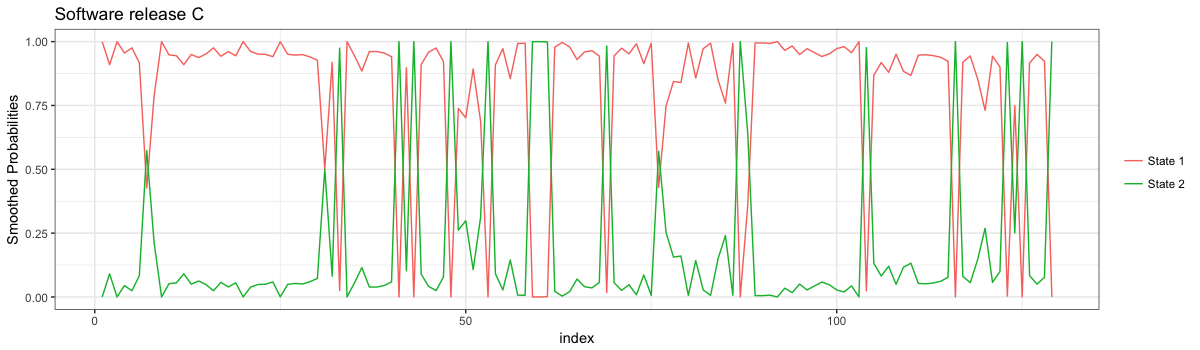 Software release C
Smoothed Probabilities
1.00
0.75
0.50
0.25
0.00
0
50
100
index
State 1
State 2